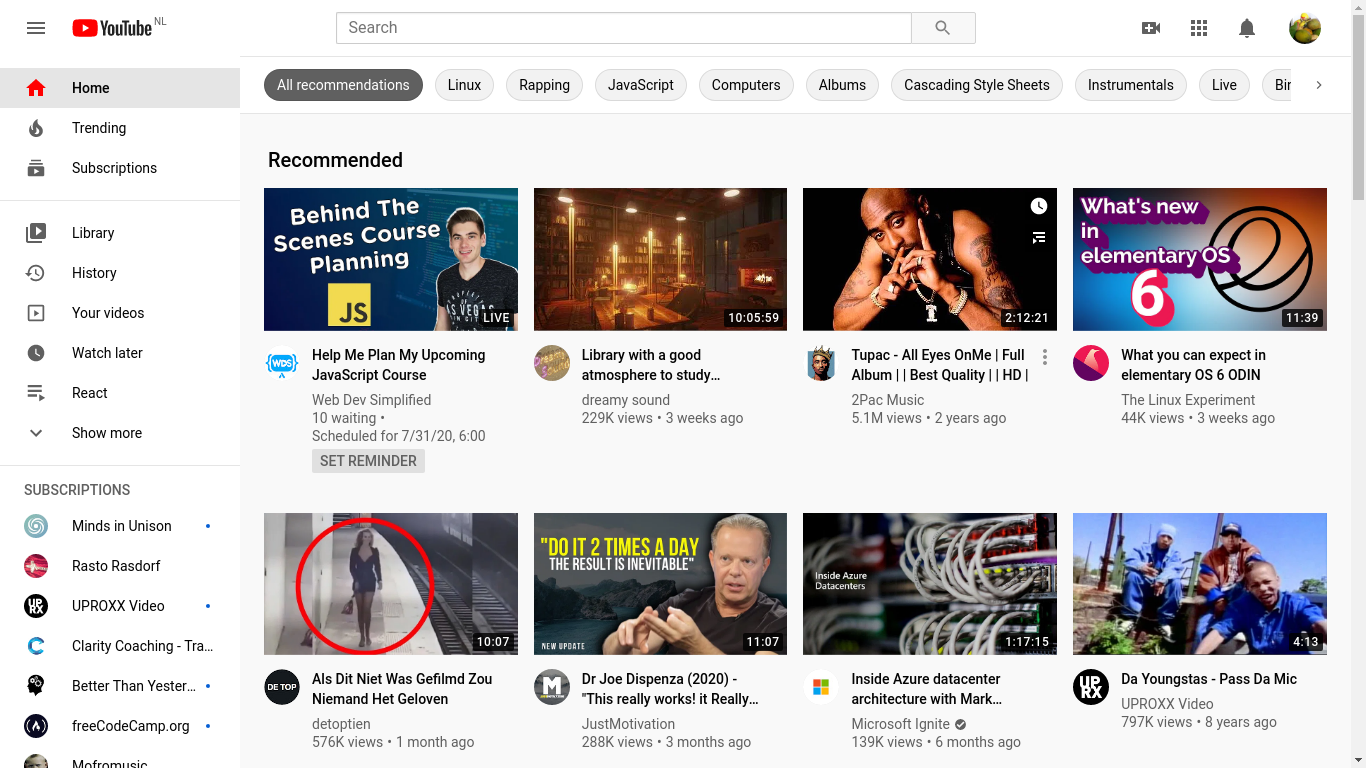 YouTube NL
Search
Home
Trending
Subscriptions
Library
History
Your videos
Watch later
React
Show more
SUBSCRIPTIONS
Minds in Unison
Rasto Rasdorf
UPROXX Video
Clarity Coaching - Tra...
Better Than Yester...
freeCodeCamp.org
Mofromusic
All recommendations
Linux
Rapping
JavaScript
Computers
Albums
Cascading Style Sheets
Instrumentals
Live
Recommended
Behind The
Scenes Course
Planning
JS
LIVE
WDS
Help Me Plan My Upcoming
JavaScript Course
Web Dev Simplified
10 waiting •
Scheduled for 7/31/20, 6:00
SET REMINDER
10:05:59
Library with a good
atmosphere to study...
dreamy sound
229K views • 3 weeks ago
2:12:21
Tupac - All Eyes OnMe | Full
Album | | Best Quality | | HD |
2Pac Music
5.1M views • 2 years ago
What's new
in
elementary OS
6
11:39
What you can expect in
elementary OS 6 ODIN
The Linux Experiment
44K views • 3 weeks ago
10:07
DE TOP
Als Dit Niet Was Gefilmd Zou
Niemand Het Geloven
detoptien
576K views • 1 month ago
"DO IT 2 TIMES A DAY
THE RESULT IS INEVITABLE"
NEW UPDATE
11:07
M
Dr Joe Dispenza (2020) -
"This really works! it Really...
JustMotivation
288K views • 3 months ago
Inside Azure
Datacenters
1:17:15
Inside Azure datacenter
architecture with Mark...
Microsoft Ignite
139K views • 6 months ago
4:13
UPRX
Da Youngstas - Pass Da Mic
UPROXX Video
797K views • 8 years ago